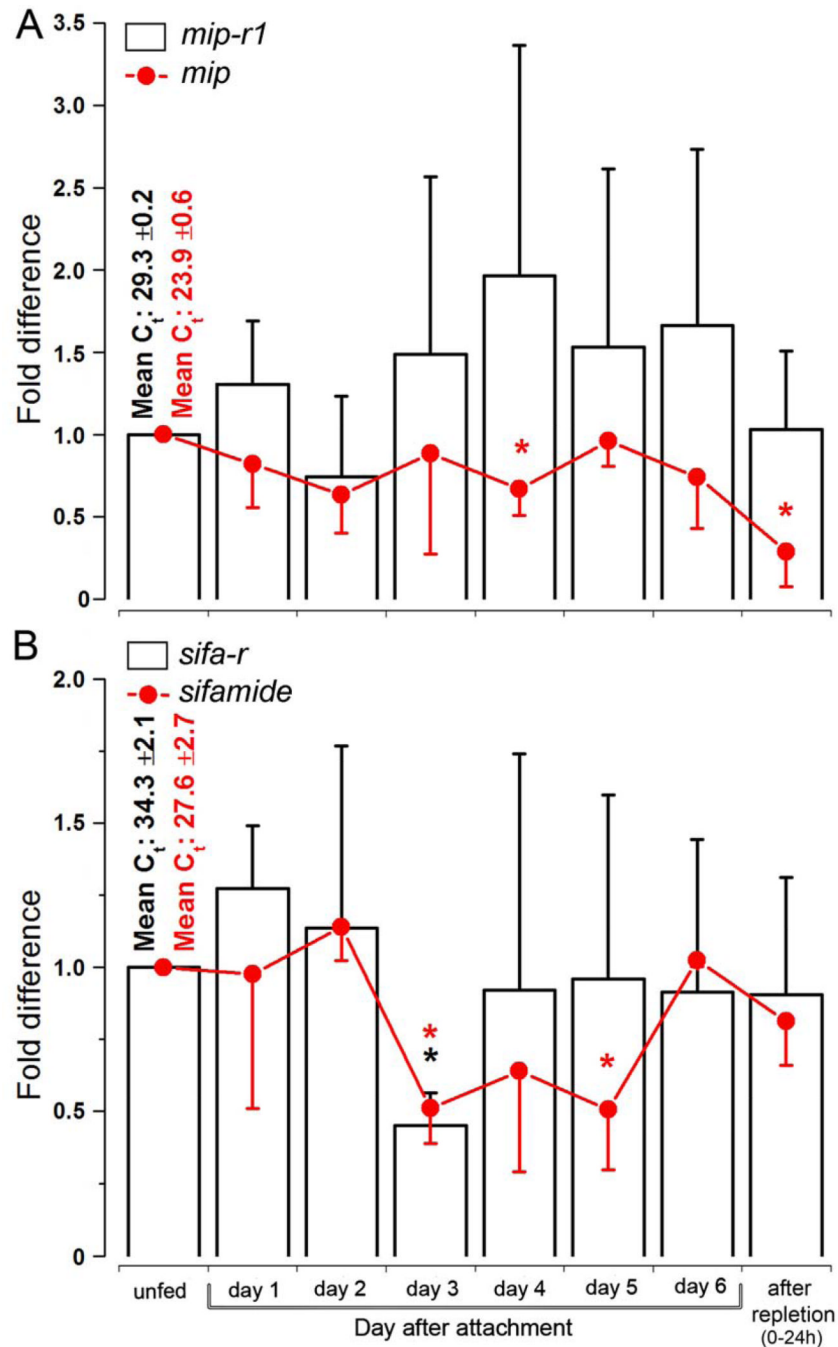 A
mip-r1
mip
Fold difference
3.5
3.0
2.5
2.0
1.5
1.0
0.5
0
Mean Ct: 29.3 ±0.2
Mean Ct: 23.9 ±0.6
*
*
B
sifa-r
sifamide
Fold difference
2.0
1.5
1.0
0.5
0
Mean Ct: 34.3 ±2.1
Mean Ct: 27.6 ±2.7
*
*
*
unfed day 1 day 2 day 3 day 4 day 5 day 6 after
repletion
(0-24h)
Day after attachment